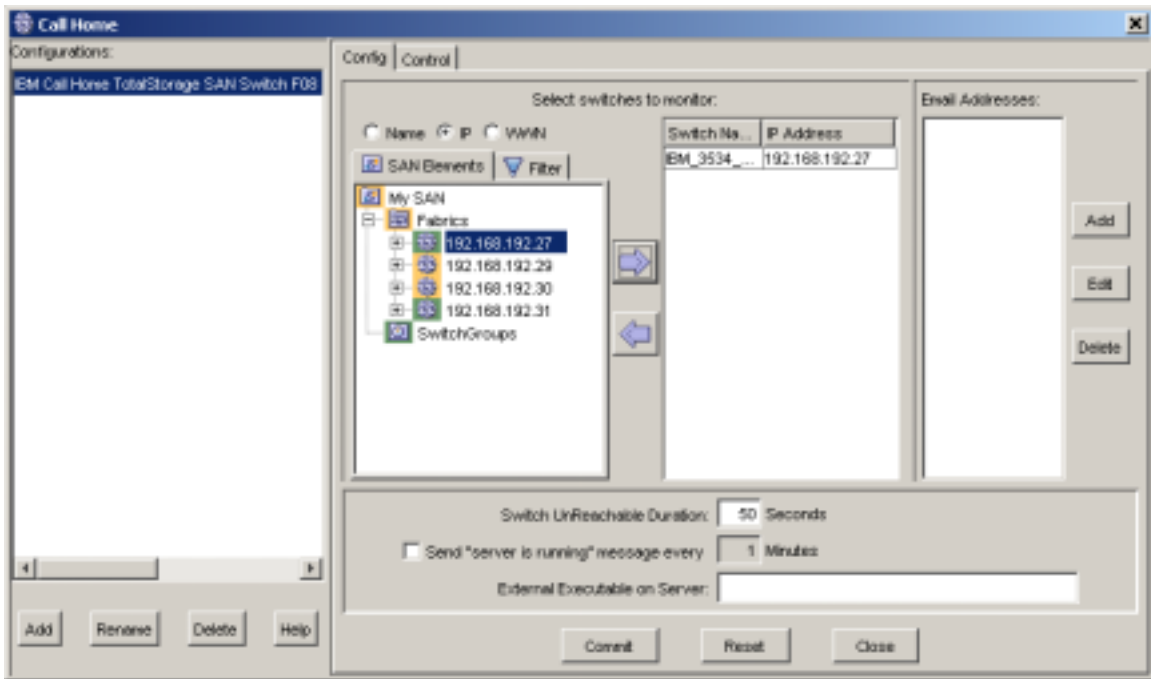 Call Home
Configurations:
IBM Call Home TotalStorage SAN Switch F08
Add Rename Delete Help
Config Control
Select switches to monitor:
Name IP WWN
SAN Elements Filter
My SAN
Fabrics
192.168.192.27
192.168.192.29
192.168.192.30
192.168.192.31
SwitchGroups
Switch Na... IP Address
IBM_3534_... 192.168.192.27
Email Addresses:
Add
Edit
Delete
Switch UnReachable Duration: 50 Seconds
Send "server is running" message every 1 Minutes
External Executable on Server:
Commit Reset Close